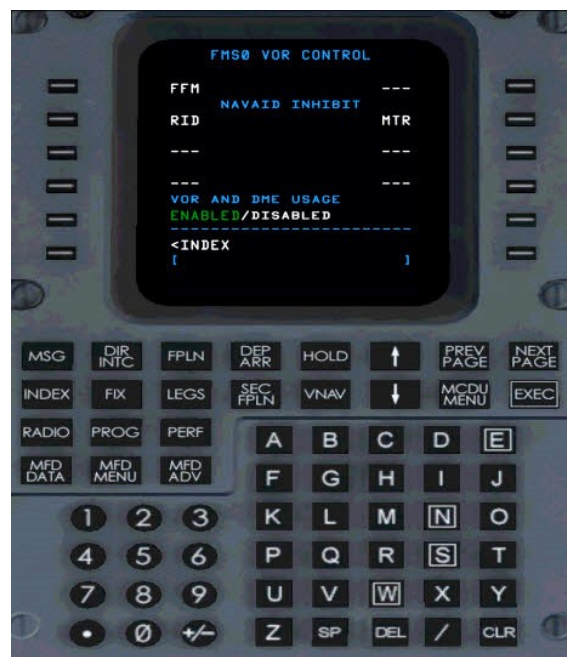 FMS0 VOR CONTROL
FFM ---
NAVAID INHIBIT
RID MTR
--- ---
--- ---
VOR AND DME USAGE
ENABLED/DISABLED
------------------------
<INDEX
[ ]
MSG DIR INTC FPLN DEP ARR HOLD ↑ PREV PAGE NEXT PAGE
INDEX FIX LEGS SEC FPLN VNAV ↓ MCDU MENU EXEC
RADIO PROG PERF
MFD DATA MFD MENU MFD ADV
A B C D E
F G H I J
1 2 3 K L M N O
4 5 6 P Q R S T
7 8 9 U V W X Y
. 0 +/- Z SP DEL / CLR